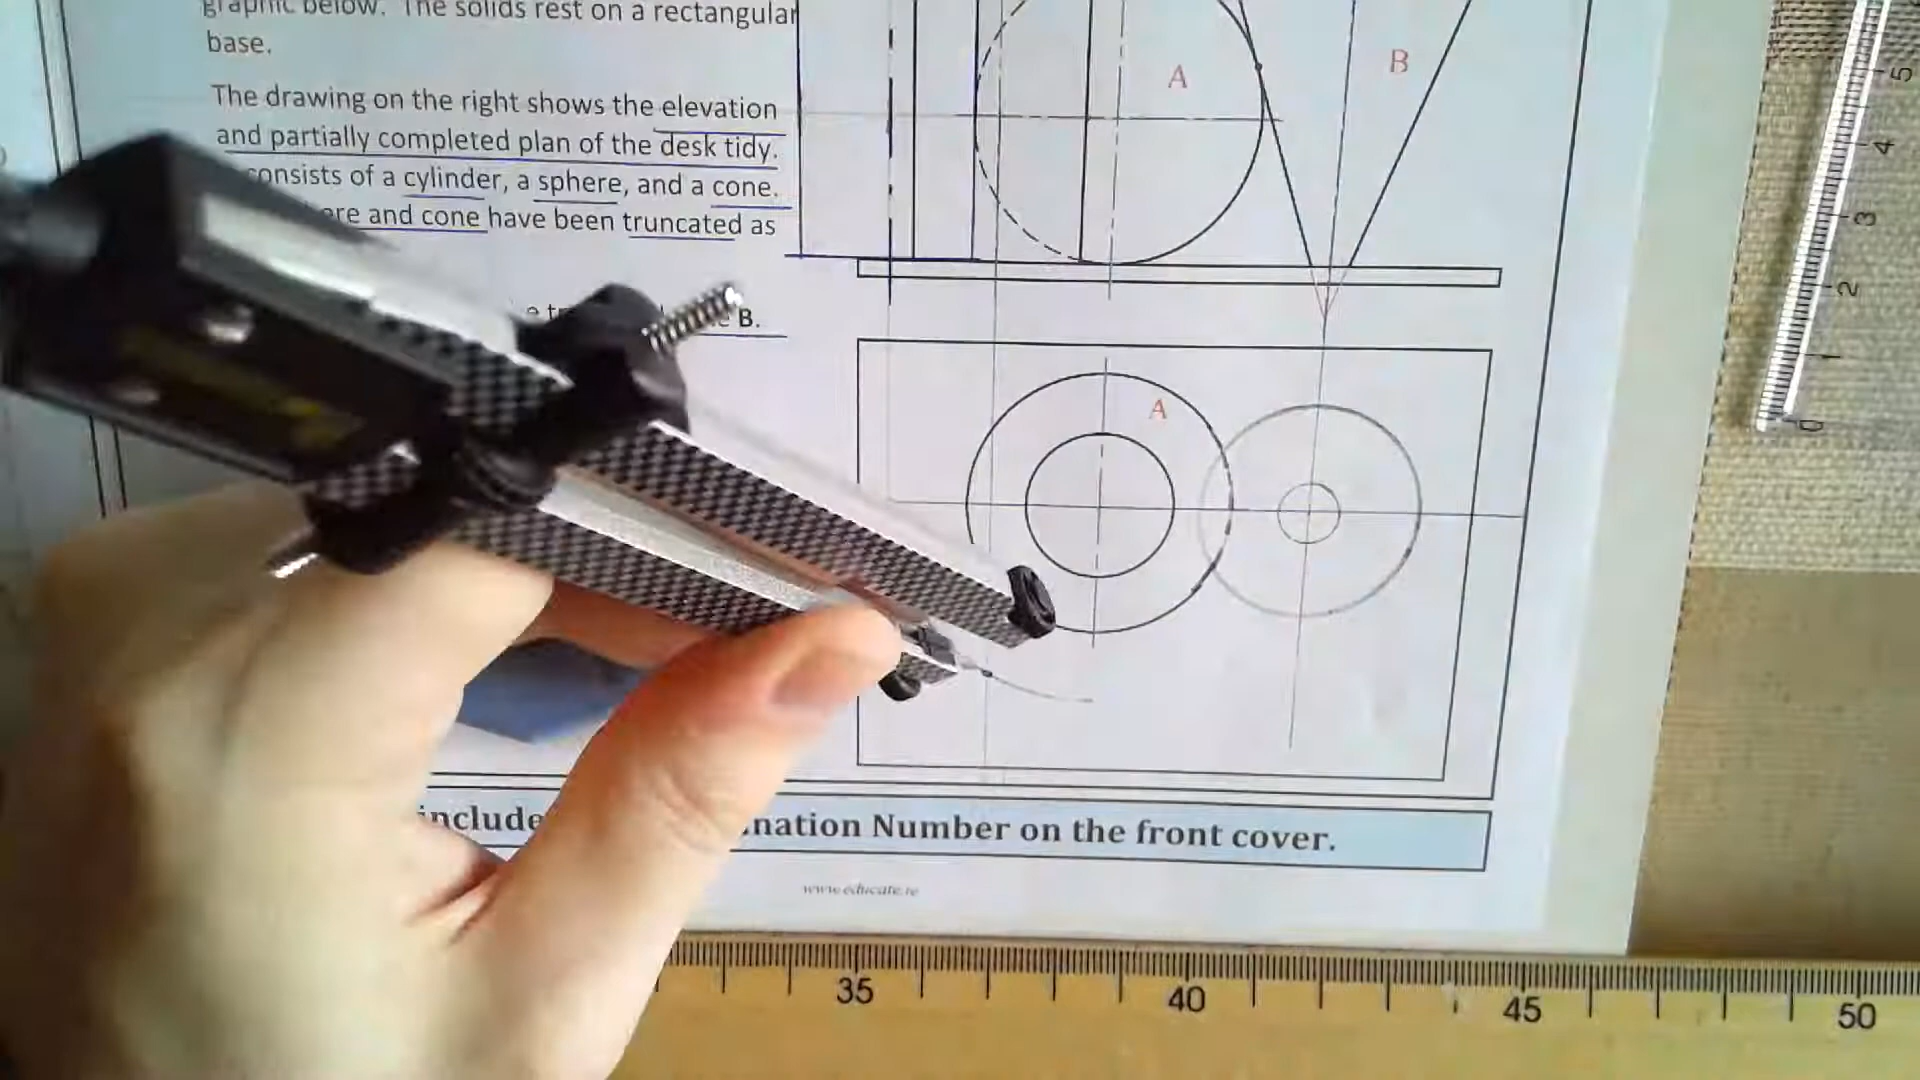 graphic below. The solids rest on a rectangular
base.
The drawing on the right shows the elevation
and partially completed plan of the desk tidy.
consists of a cylinder, a sphere, and a cone.
and cone have been truncated as
B.
A
B
A
include
Number on the front cover.
www.educate.ie
5
4
3
2
1
0
35
40
45
50